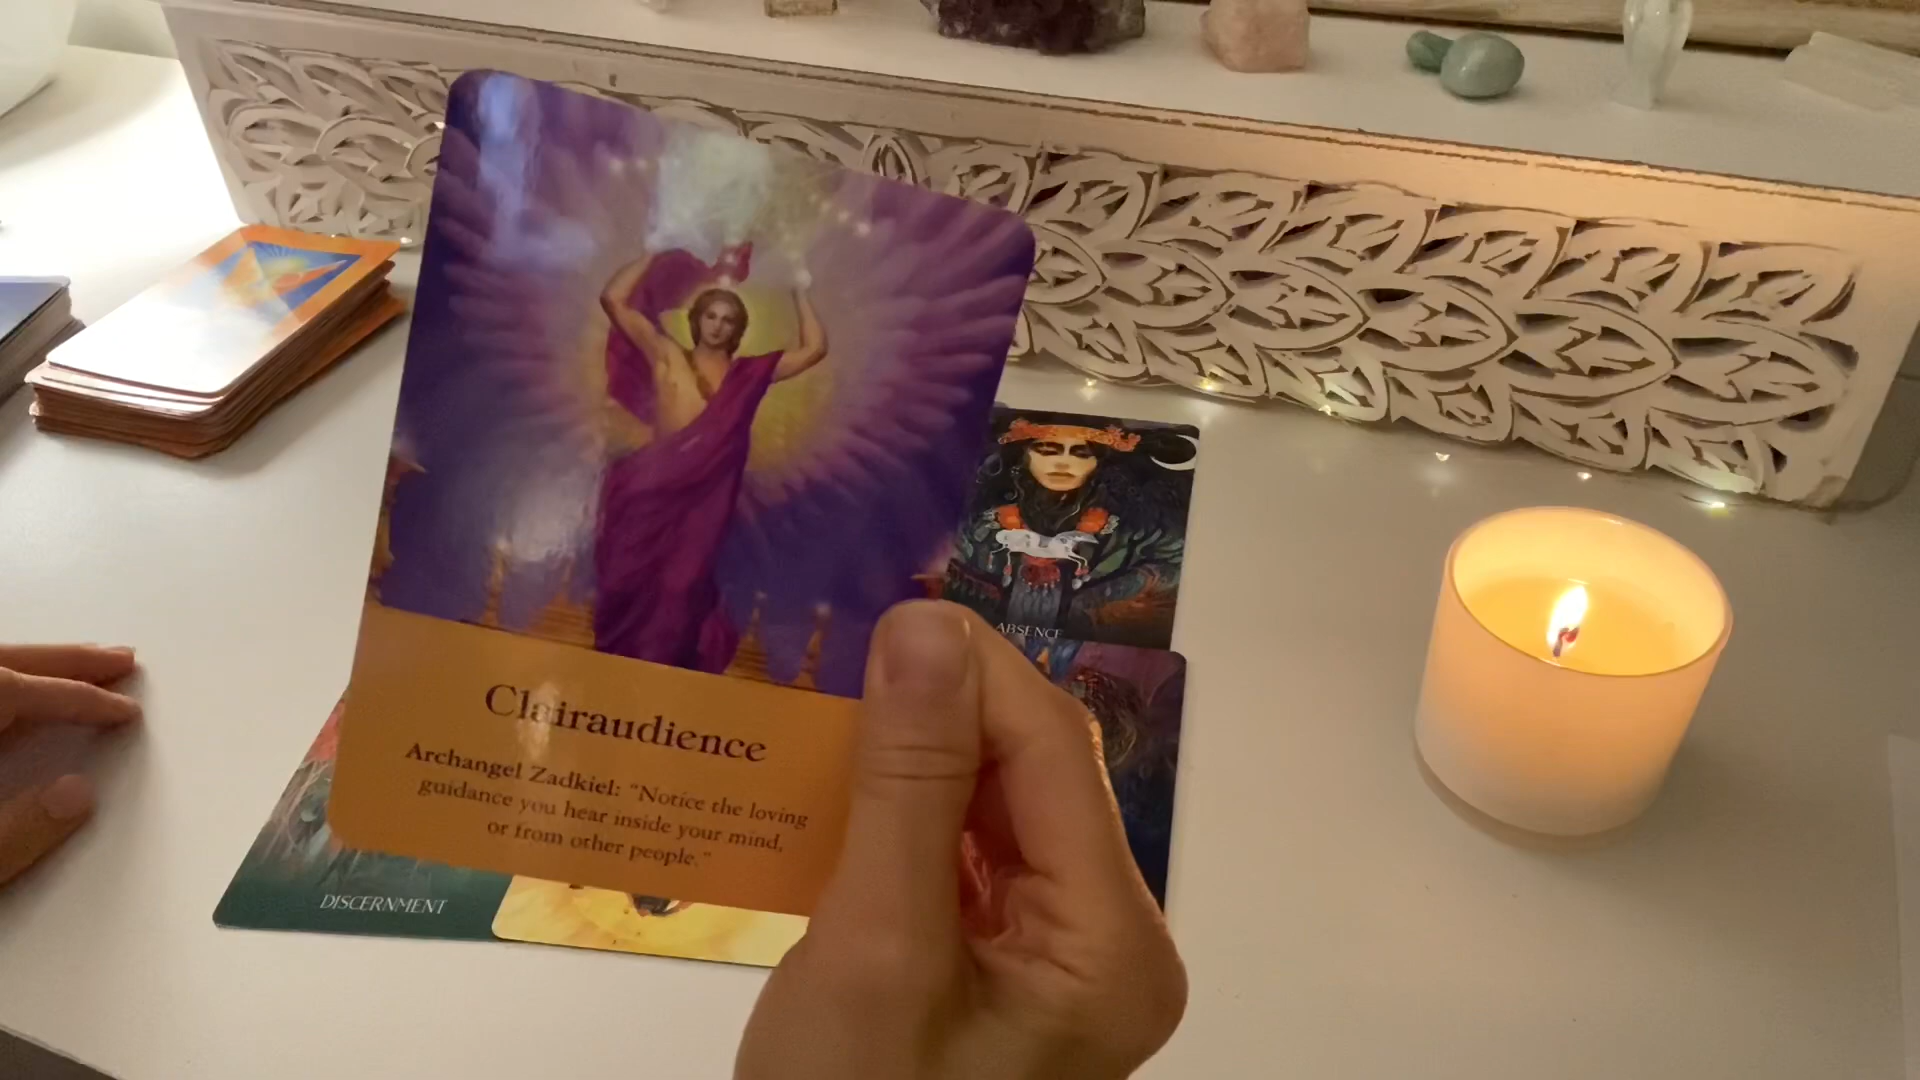 Clairaudience
Archangel Zadkiel: "Notice the loving
guidance you hear inside your mind,
or from other people."
ABSENCE
DISCERNMENT